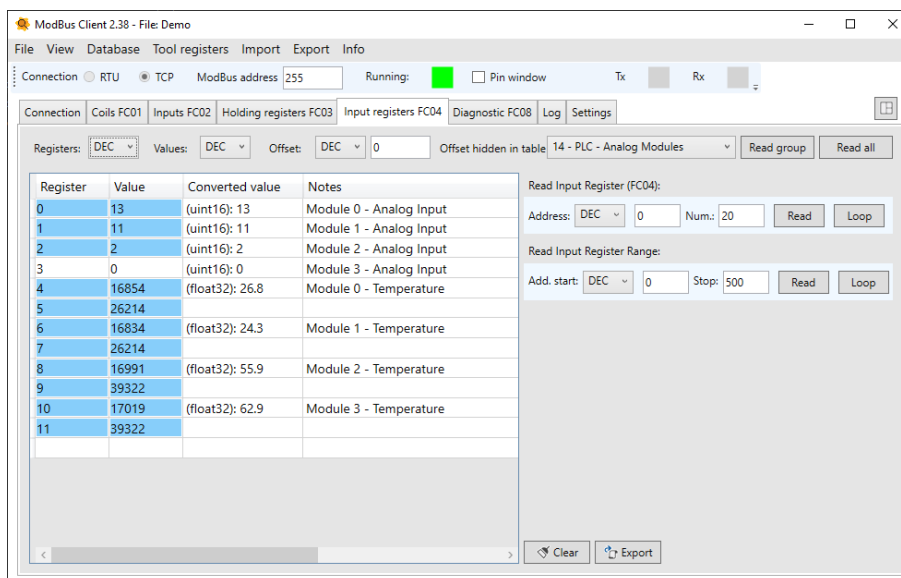 ModBus Client 2.38 - File: Demo
File View Database Tool registers Import Export Info
Connection RTU TCP ModBus address 255 Running: Pin window Tx Rx
Connection Coils FC01 Inputs FC02 Holding registers FC03 Input registers FC04 Diagnostic FC08 Log Settings
Registers: DEC Values: DEC Offset: DEC 0 Offset hidden in table 14 - PLC - Analog Modules Read group Read all
Register Value Converted value Notes
0 13 (uint16): 13 Module 0 - Analog Input
1 11 (uint16): 11 Module 1 - Analog Input
2 2 (uint16): 2 Module 2 - Analog Input
3 0 (uint16): 0 Module 3 - Analog Input
4 16854 (float32): 26.8 Module 0 - Temperature
5 26214
6 16834 (float32): 24.3 Module 1 - Temperature
7 26214
8 16991 (float32): 55.9 Module 2 - Temperature
9 39322
10 17019 (float32): 62.9 Module 3 - Temperature
11 39322
Read Input Register (FC04):
Address: DEC 0 Num.: 20 Read Loop
Read Input Register Range:
Add. start: DEC 0 Stop: 500 Read Loop
Clear Export